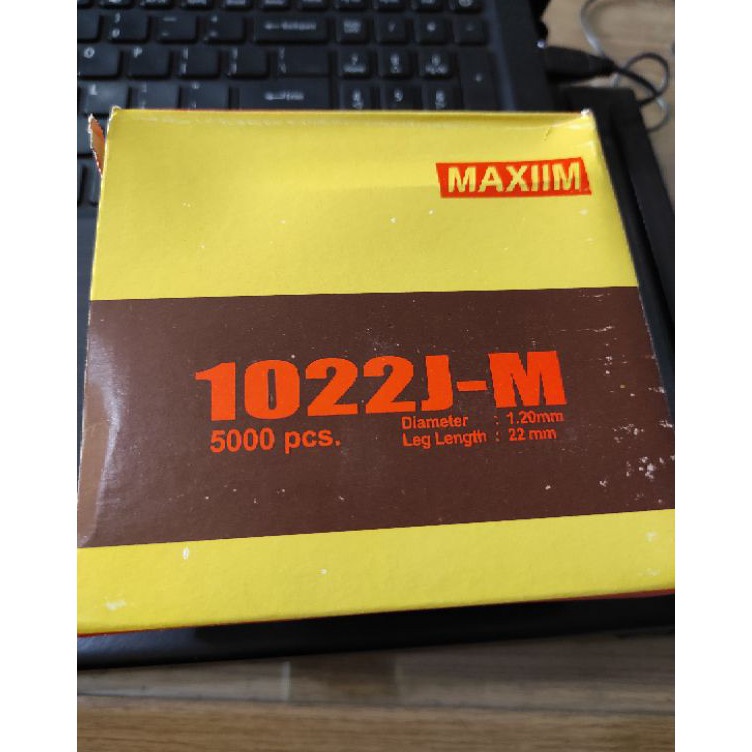 MAXIIM
1022J-M
5000 pcs.
Diameter : 1.20mm
Leg Length : 22 mm